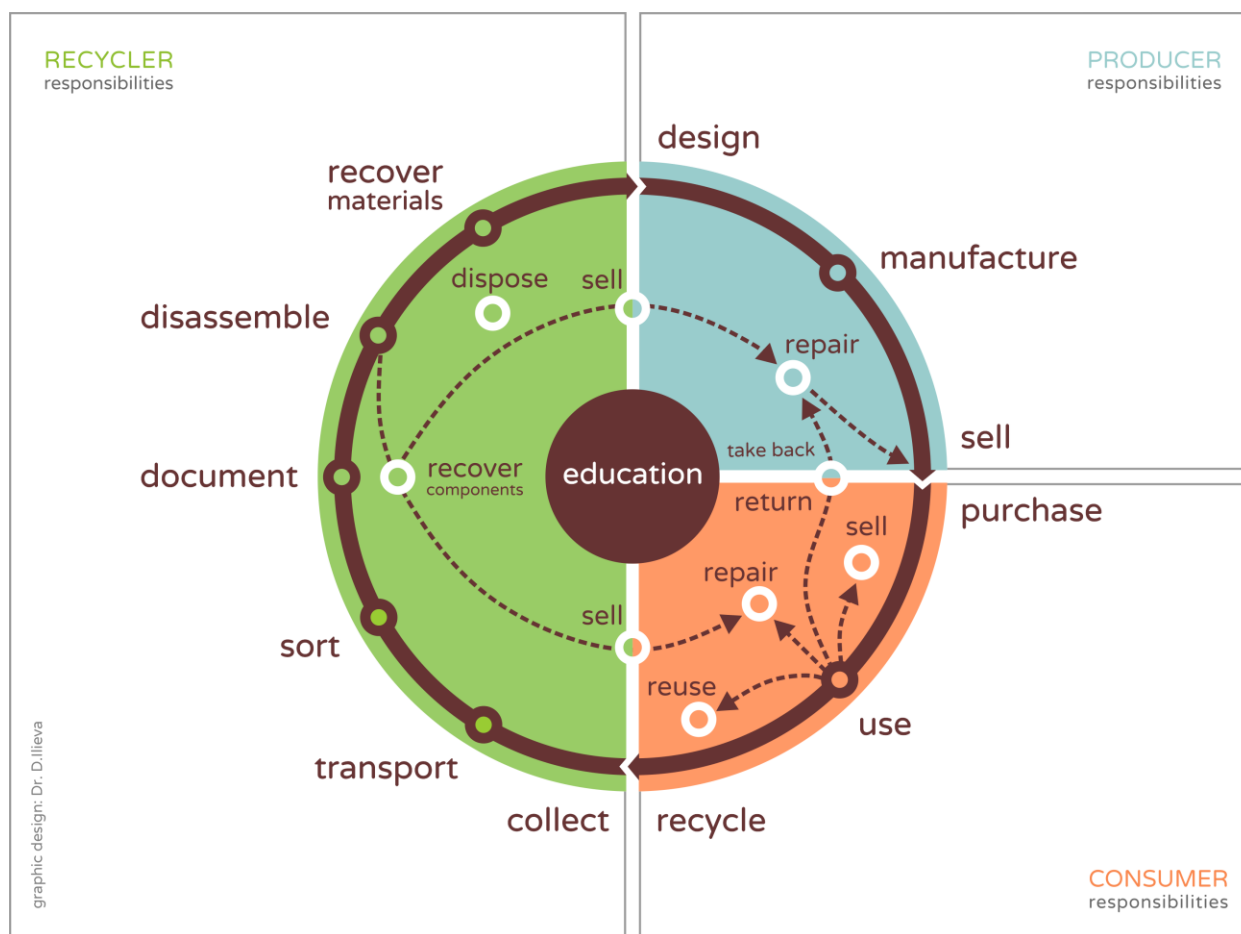 RECYCLER
responsibilities
PRODUCER
responsibilities
design
recover
materials
manufacture
dispose
sell
disassemble
repair
sell
take back
document
recover
components
education
return
purchase
sell
repair
sell
sort
reuse
use
transport
collect
recycle
CONSUMER
responsibilities
graphic design: Dr. D.Ilieva